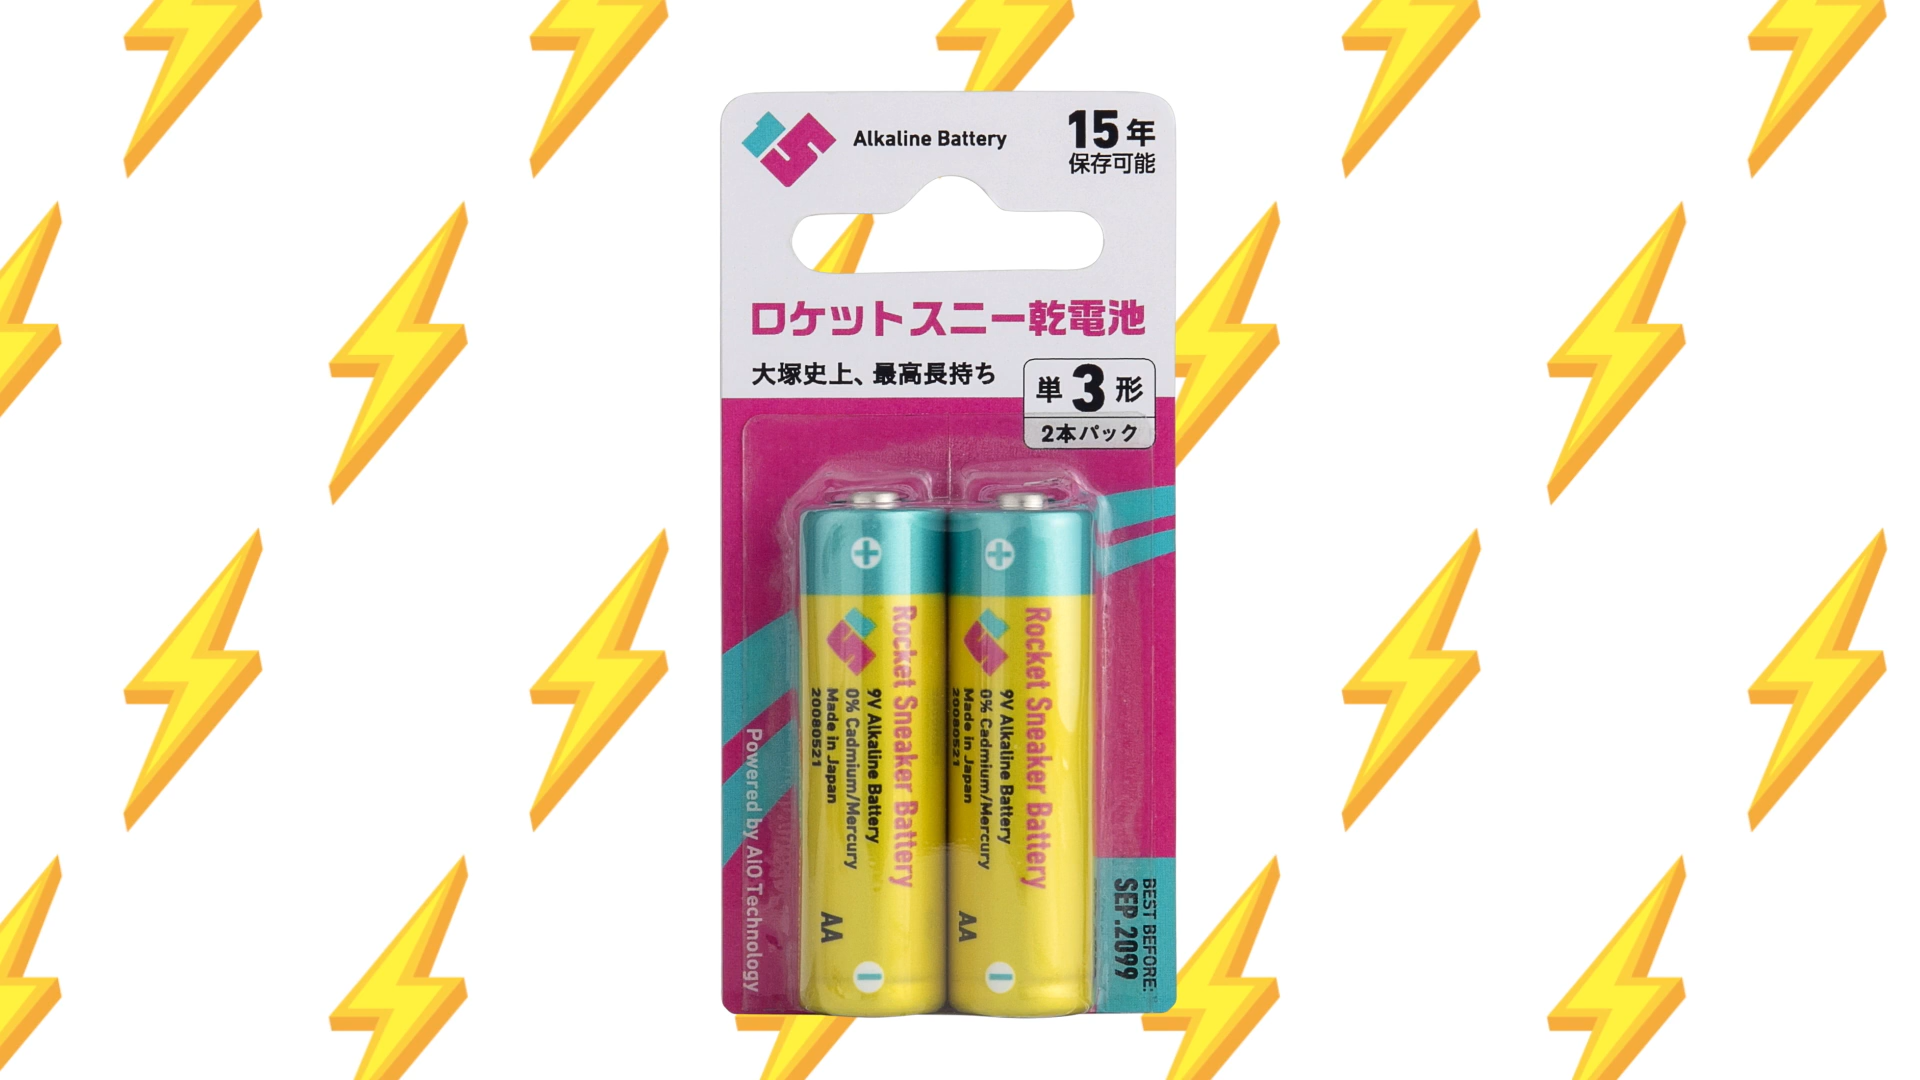 Alkaline Battery
15年
保存可能
ロケットスニー乾電池
大塚史上、最高長持ち
単3形
2本パック
Rocket Sneaker Battery
9V Alkaline Battery
0% Cadmium/Mercury
Made in Japan
20080521
AA
Rocket Sneaker Battery
9V Alkaline Battery
0% Cadmium/Mercury
Made in Japan
20080521
AA
Powered by AIO Technology
BEST BEFORE:
SEP.2099